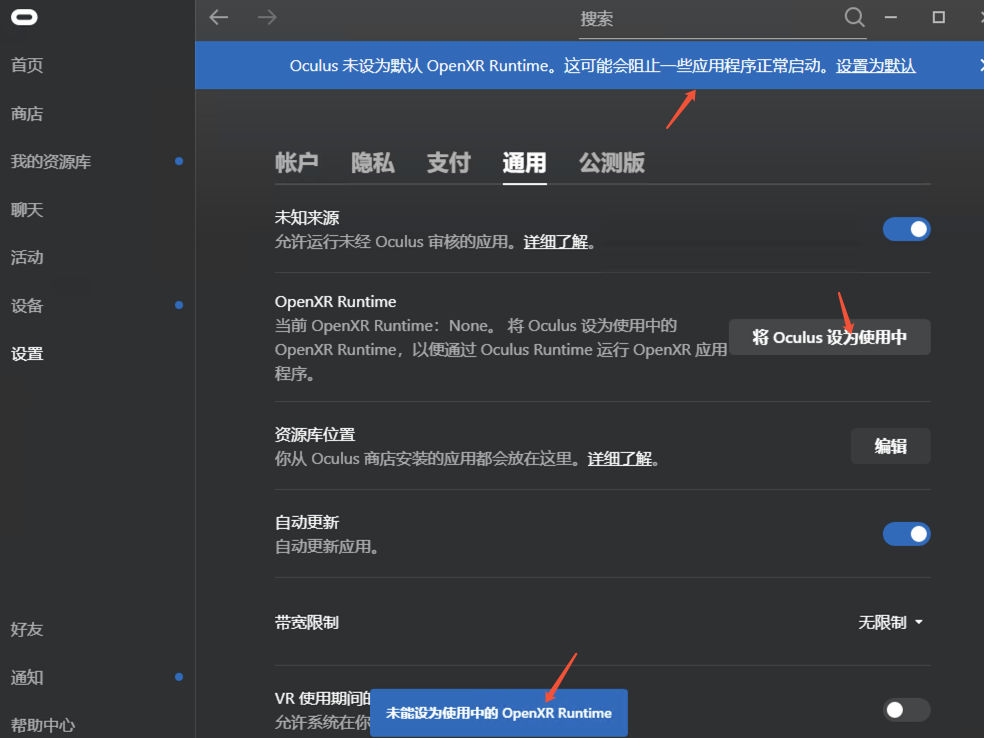 搜索
首页
商店
我的资源库
聊天
活动
设备
设置
好友
通知
帮助中心
Oculus 未设为默认 OpenXR Runtime。这可能会阻止一些应用程序正常启动。设置为默认
帐户 隐私 支付 通用 公测版
未知来源
允许运行未经 Oculus 审核的应用。详细了解。
OpenXR Runtime
当前 OpenXR Runtime：None。 将 Oculus 设为使用中的
OpenXR Runtime，以便通过 Oculus Runtime 运行 OpenXR 应用
程序。
将 Oculus 设为使用中
资源库位置
你从 Oculus 商店安装的应用都会放在这里。详细了解。
编辑
自动更新
自动更新应用。
带宽限制
无限制
VR 使用期间的
允许系统在你
未能设为使用中的 OpenXR Runtime